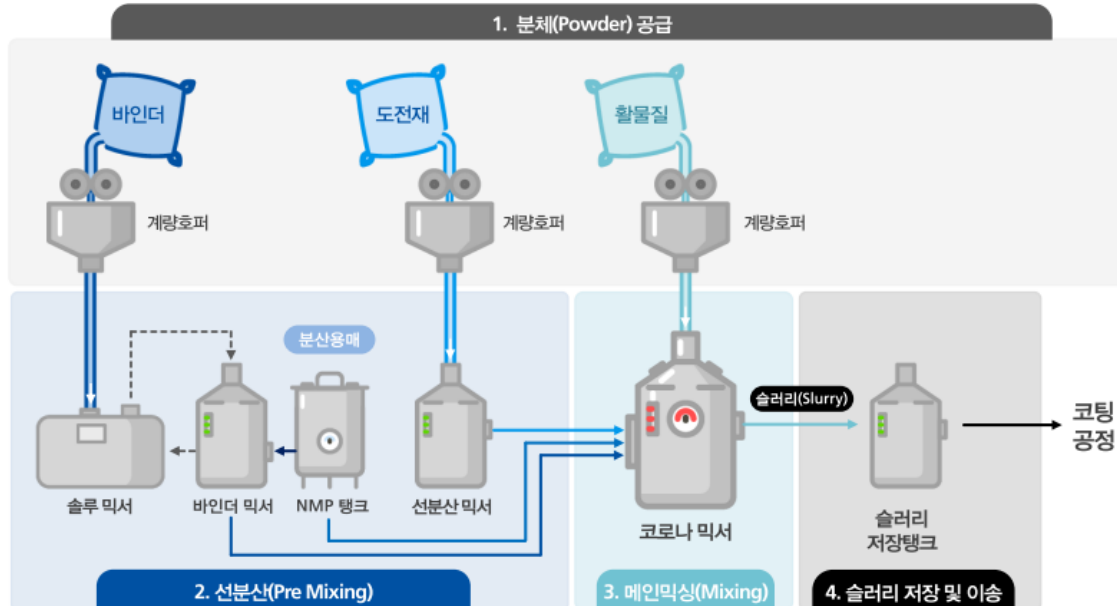 1. 분체(Powder) 공급
바인더
도전재
활물질
계량호퍼
계량호퍼
계량호퍼
분산용매
슬러리(Slurry)
코팅
공정
솔루 믹서
바인더 믹서
NMP 탱크
선분산 믹서
코로나 믹서
슬러리
저장탱크
2. 선분산(Pre Mixing)
3. 메인믹싱(Mixing)
4. 슬러리 저장 및 이송